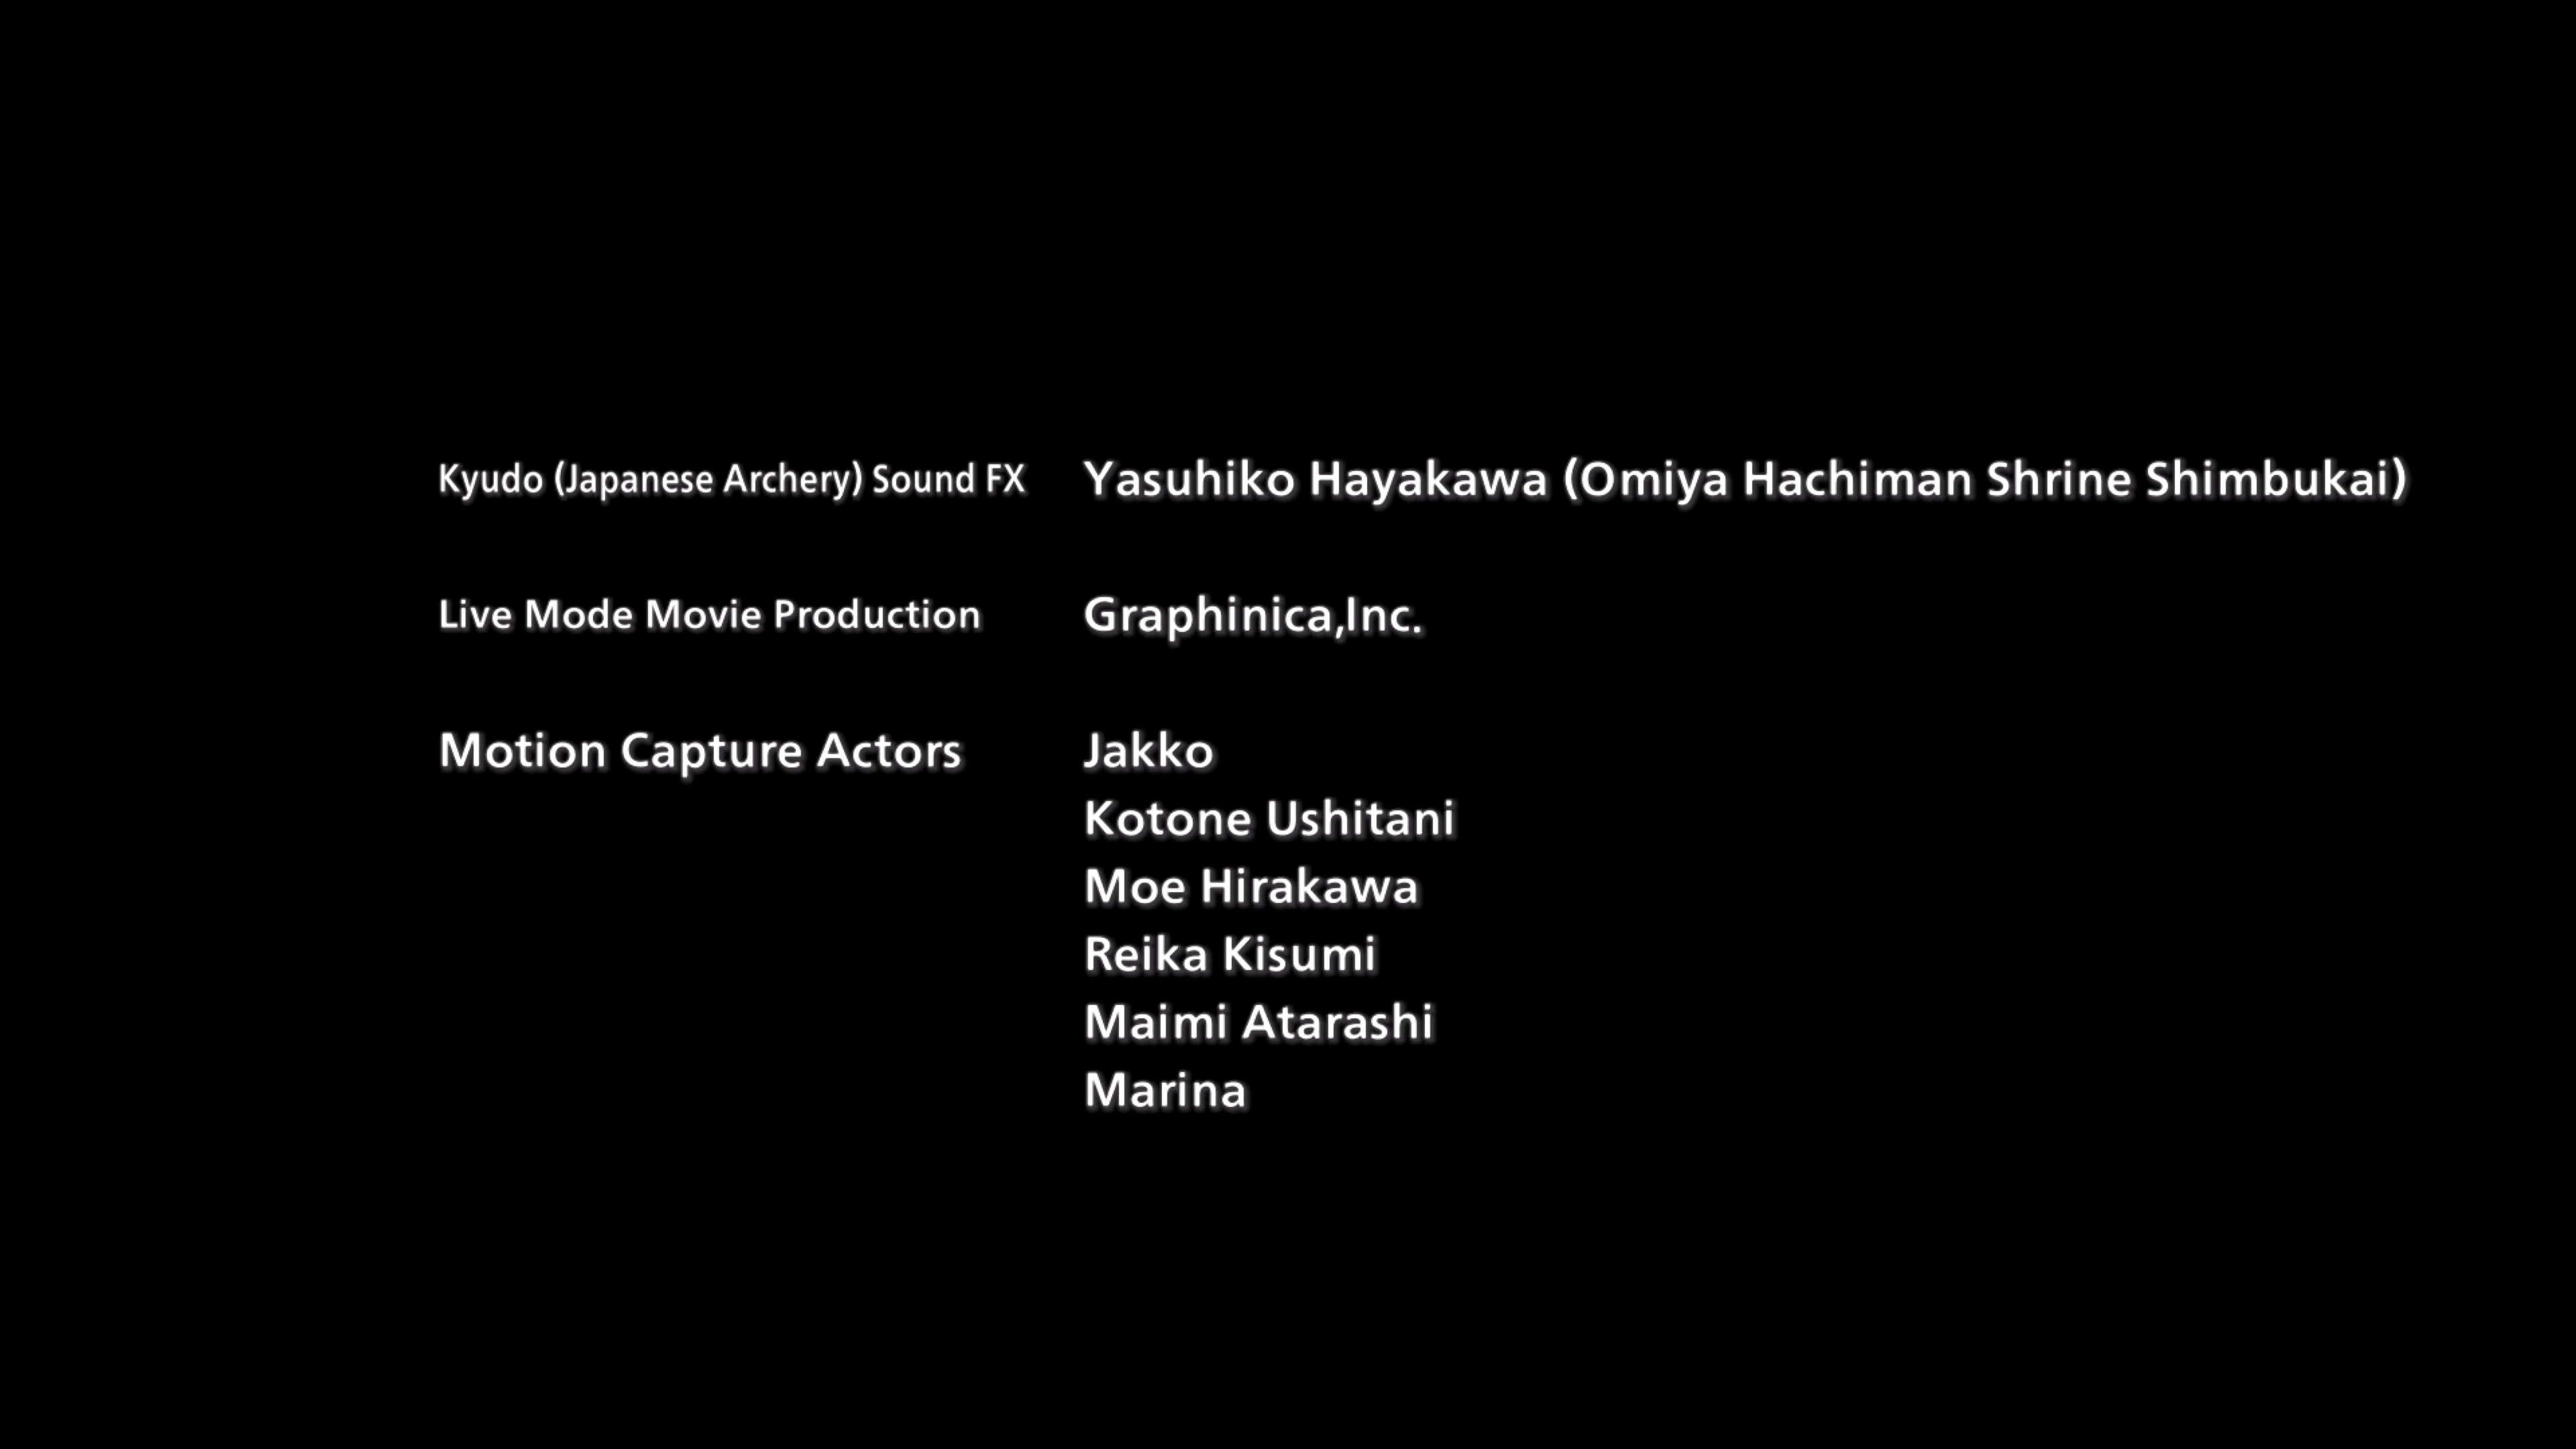 Kyudo (Japanese Archery) Sound FX Yasuhiko Hayakawa (Omiya Hachiman Shrine Shimbukai)
Live Mode Movie Production Graphinica,Inc.
Motion Capture Actors Jakko
Kotone Ushitani
Moe Hirakawa
Reika Kisumi
Maimi Atarashi
Marina